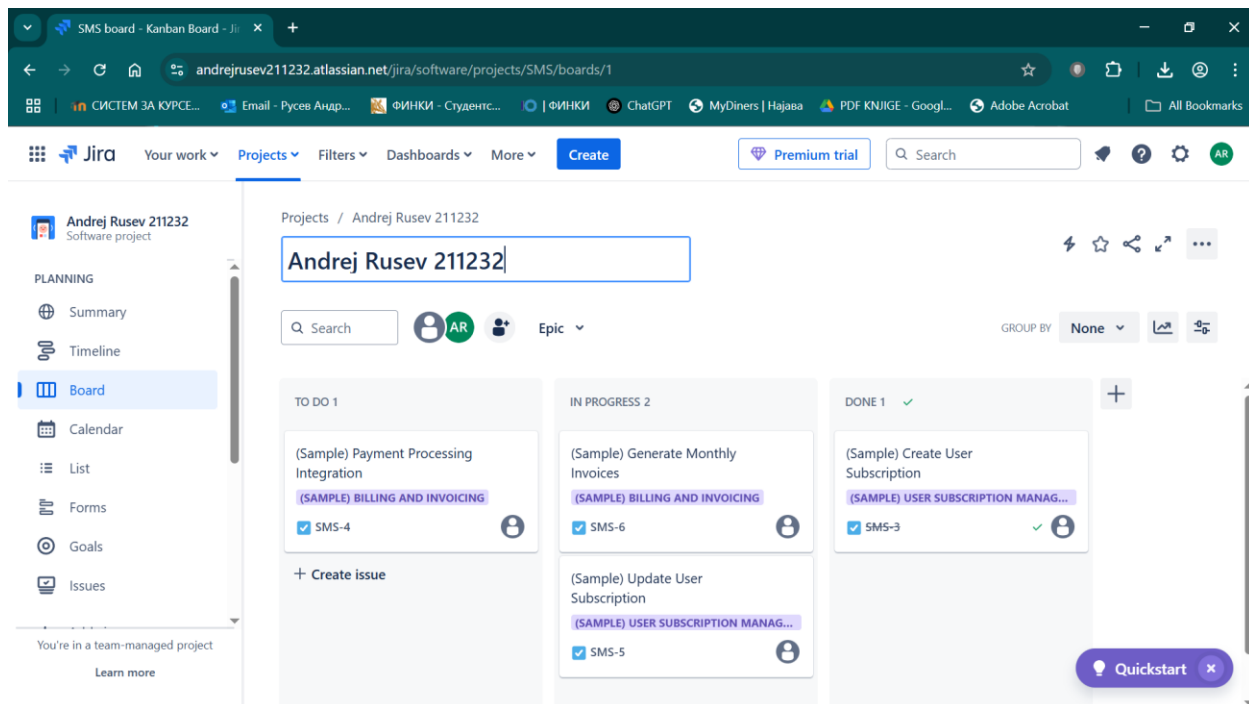 SMS board - Kanban Board - Jir
andrejrusev211232.atlassian.net/jira/software/projects/SMS/boards/1
СИСТЕМ ЗА КУРСЕ...
Email - Русев Андр...
ФИНКИ - Студентс...
| ФИНКИ
ChatGPT
MyDiners | Најава
PDF KNJIGE - Googl...
Adobe Acrobat
All Bookmarks
Jira
Your work
Projects
Filters
Dashboards
More
Create
Premium trial
Search
AR
Andrej Rusev 211232
Software project
PLANNING
Summary
Timeline
Board
Calendar
List
Forms
Goals
Issues
You're in a team-managed project
Learn more
Projects / Andrej Rusev 211232
Andrej Rusev 211232
Search
AR
Epic
GROUP BY
None
TO DO 1
(Sample) Payment Processing
Integration
(SAMPLE) BILLING AND INVOICING
SMS-4
+ Create issue
IN PROGRESS 2
(Sample) Generate Monthly
Invoices
(SAMPLE) BILLING AND INVOICING
SMS-6
(Sample) Update User
Subscription
(SAMPLE) USER SUBSCRIPTION MANAG...
SMS-5
DONE 1
(Sample) Create User
Subscription
(SAMPLE) USER SUBSCRIPTION MANAG...
SMS-3
Quickstart